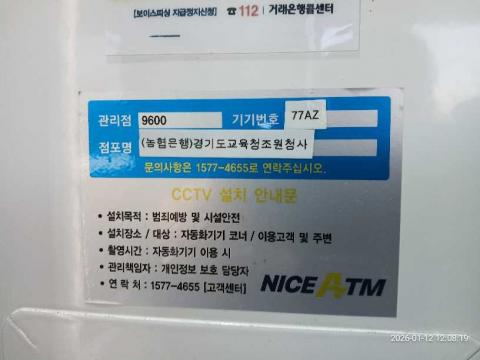 [보이스피싱 지급정지신청] ☎112 | 거래은행콜센터
관리점 9600 기기번호 77AZ
점포명 (농협은행)경기도교육청조원청사
문의사항은 1577-4655로 연락주십시오.
CCTV 설치 안내문
• 설치목적 : 범죄예방 및 시설안전
• 설치장소 / 대상 : 자동화기기 코너 / 이용고객 및 주변
• 촬영시간 : 자동화기기 이용 시
• 관리책임자 : 개인정보 보호 담당자
• 연 락 처 : 1577-4655 [고객센터]
NICE ATM
2026-01-12 12:08:19